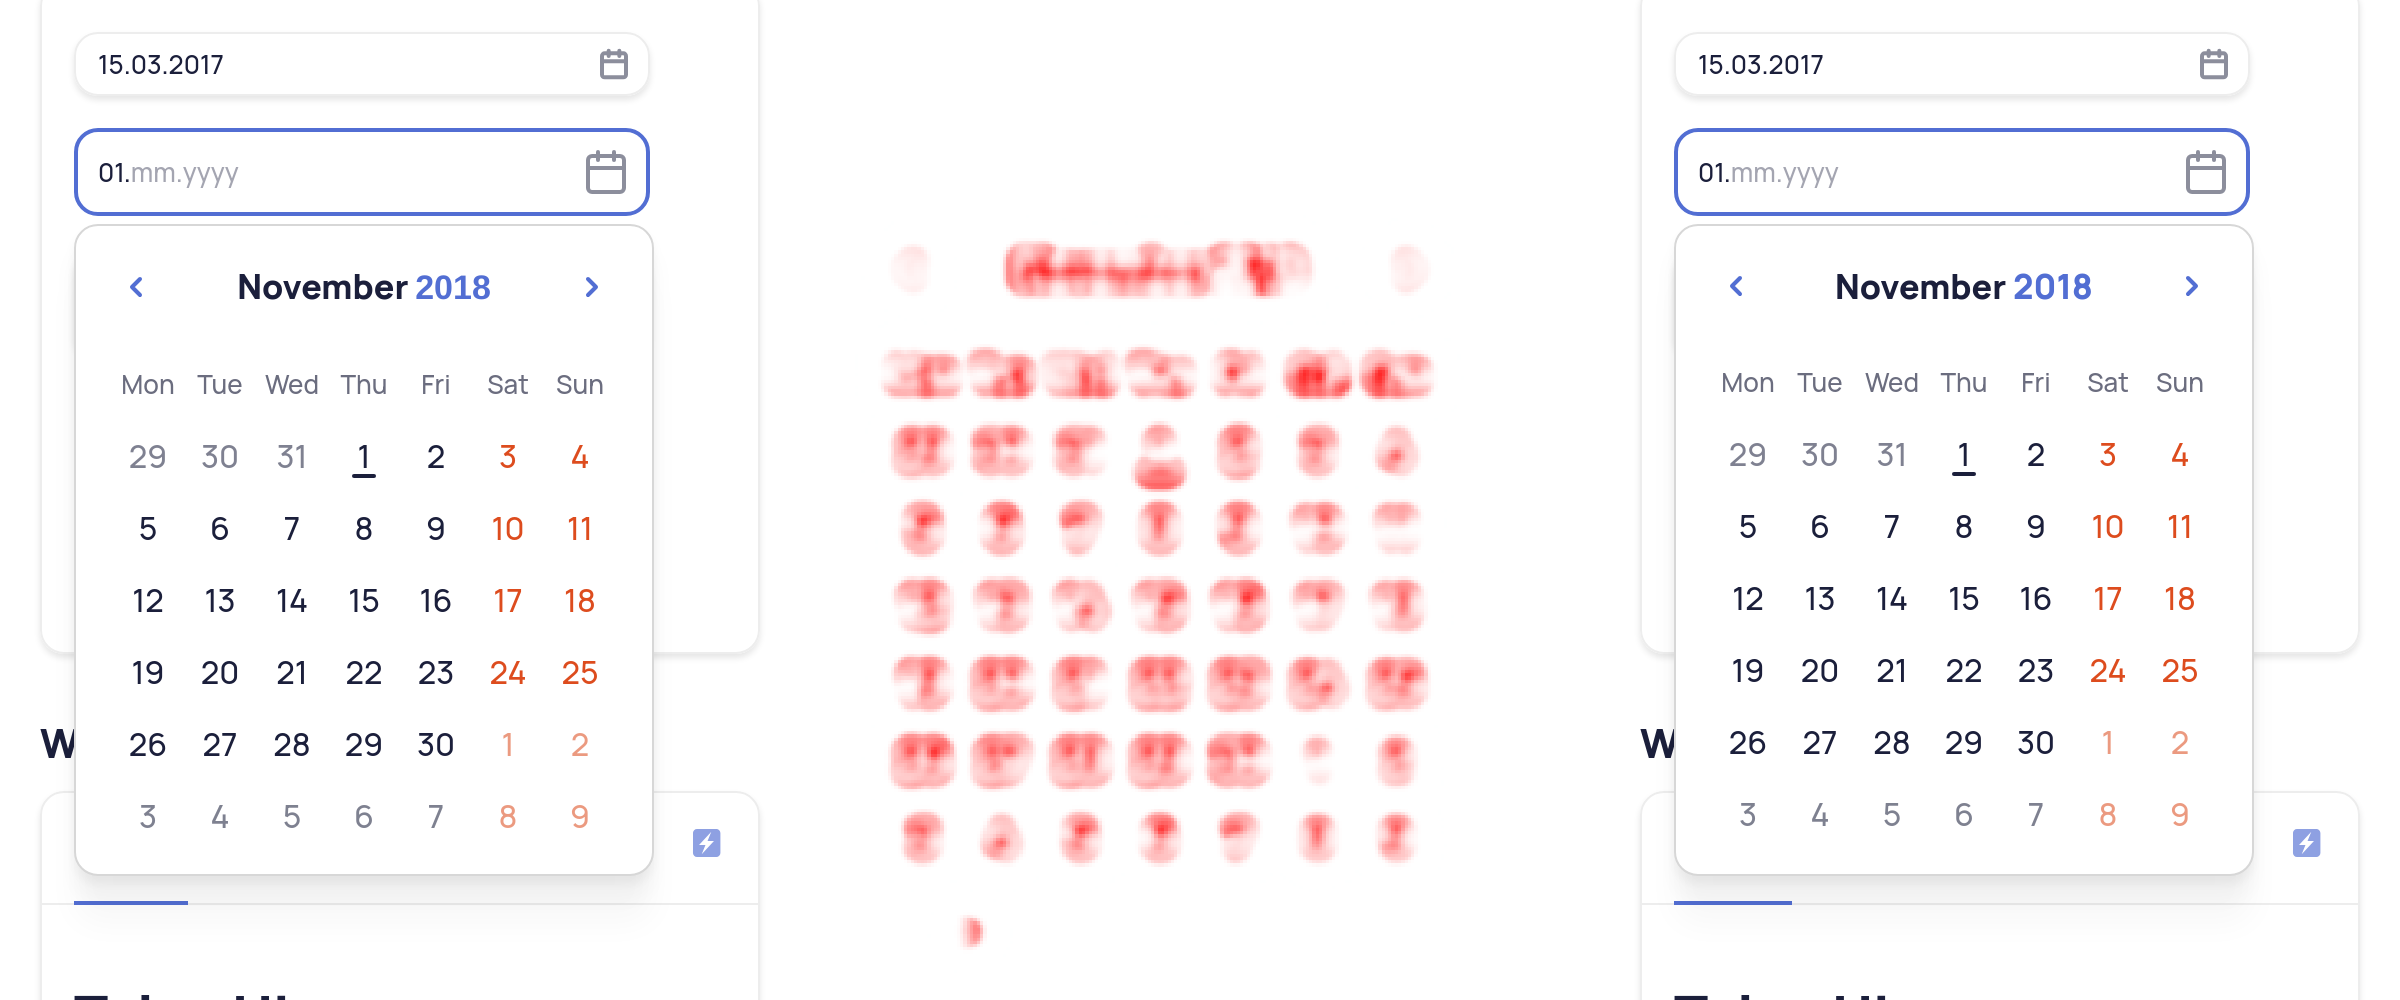 15.03.2017
01.mm.yyyy
November 2018
Mon Tue Wed Thu Fri Sat Sun
29 30 31 1 2 3 4
5 6 7 8 9 10 11
12 13 14 15 16 17 18
19 20 21 22 23 24 25
26 27 28 29 30 1 2
3 4 5 6 7 8 9
W
15.03.2017
01.mm.yyyy
November 2018
Mon Tue Wed Thu Fri Sat Sun
29 30 31 1 2 3 4
5 6 7 8 9 10 11
12 13 14 15 16 17 18
19 20 21 22 23 24 25
26 27 28 29 30 1 2
3 4 5 6 7 8 9
W